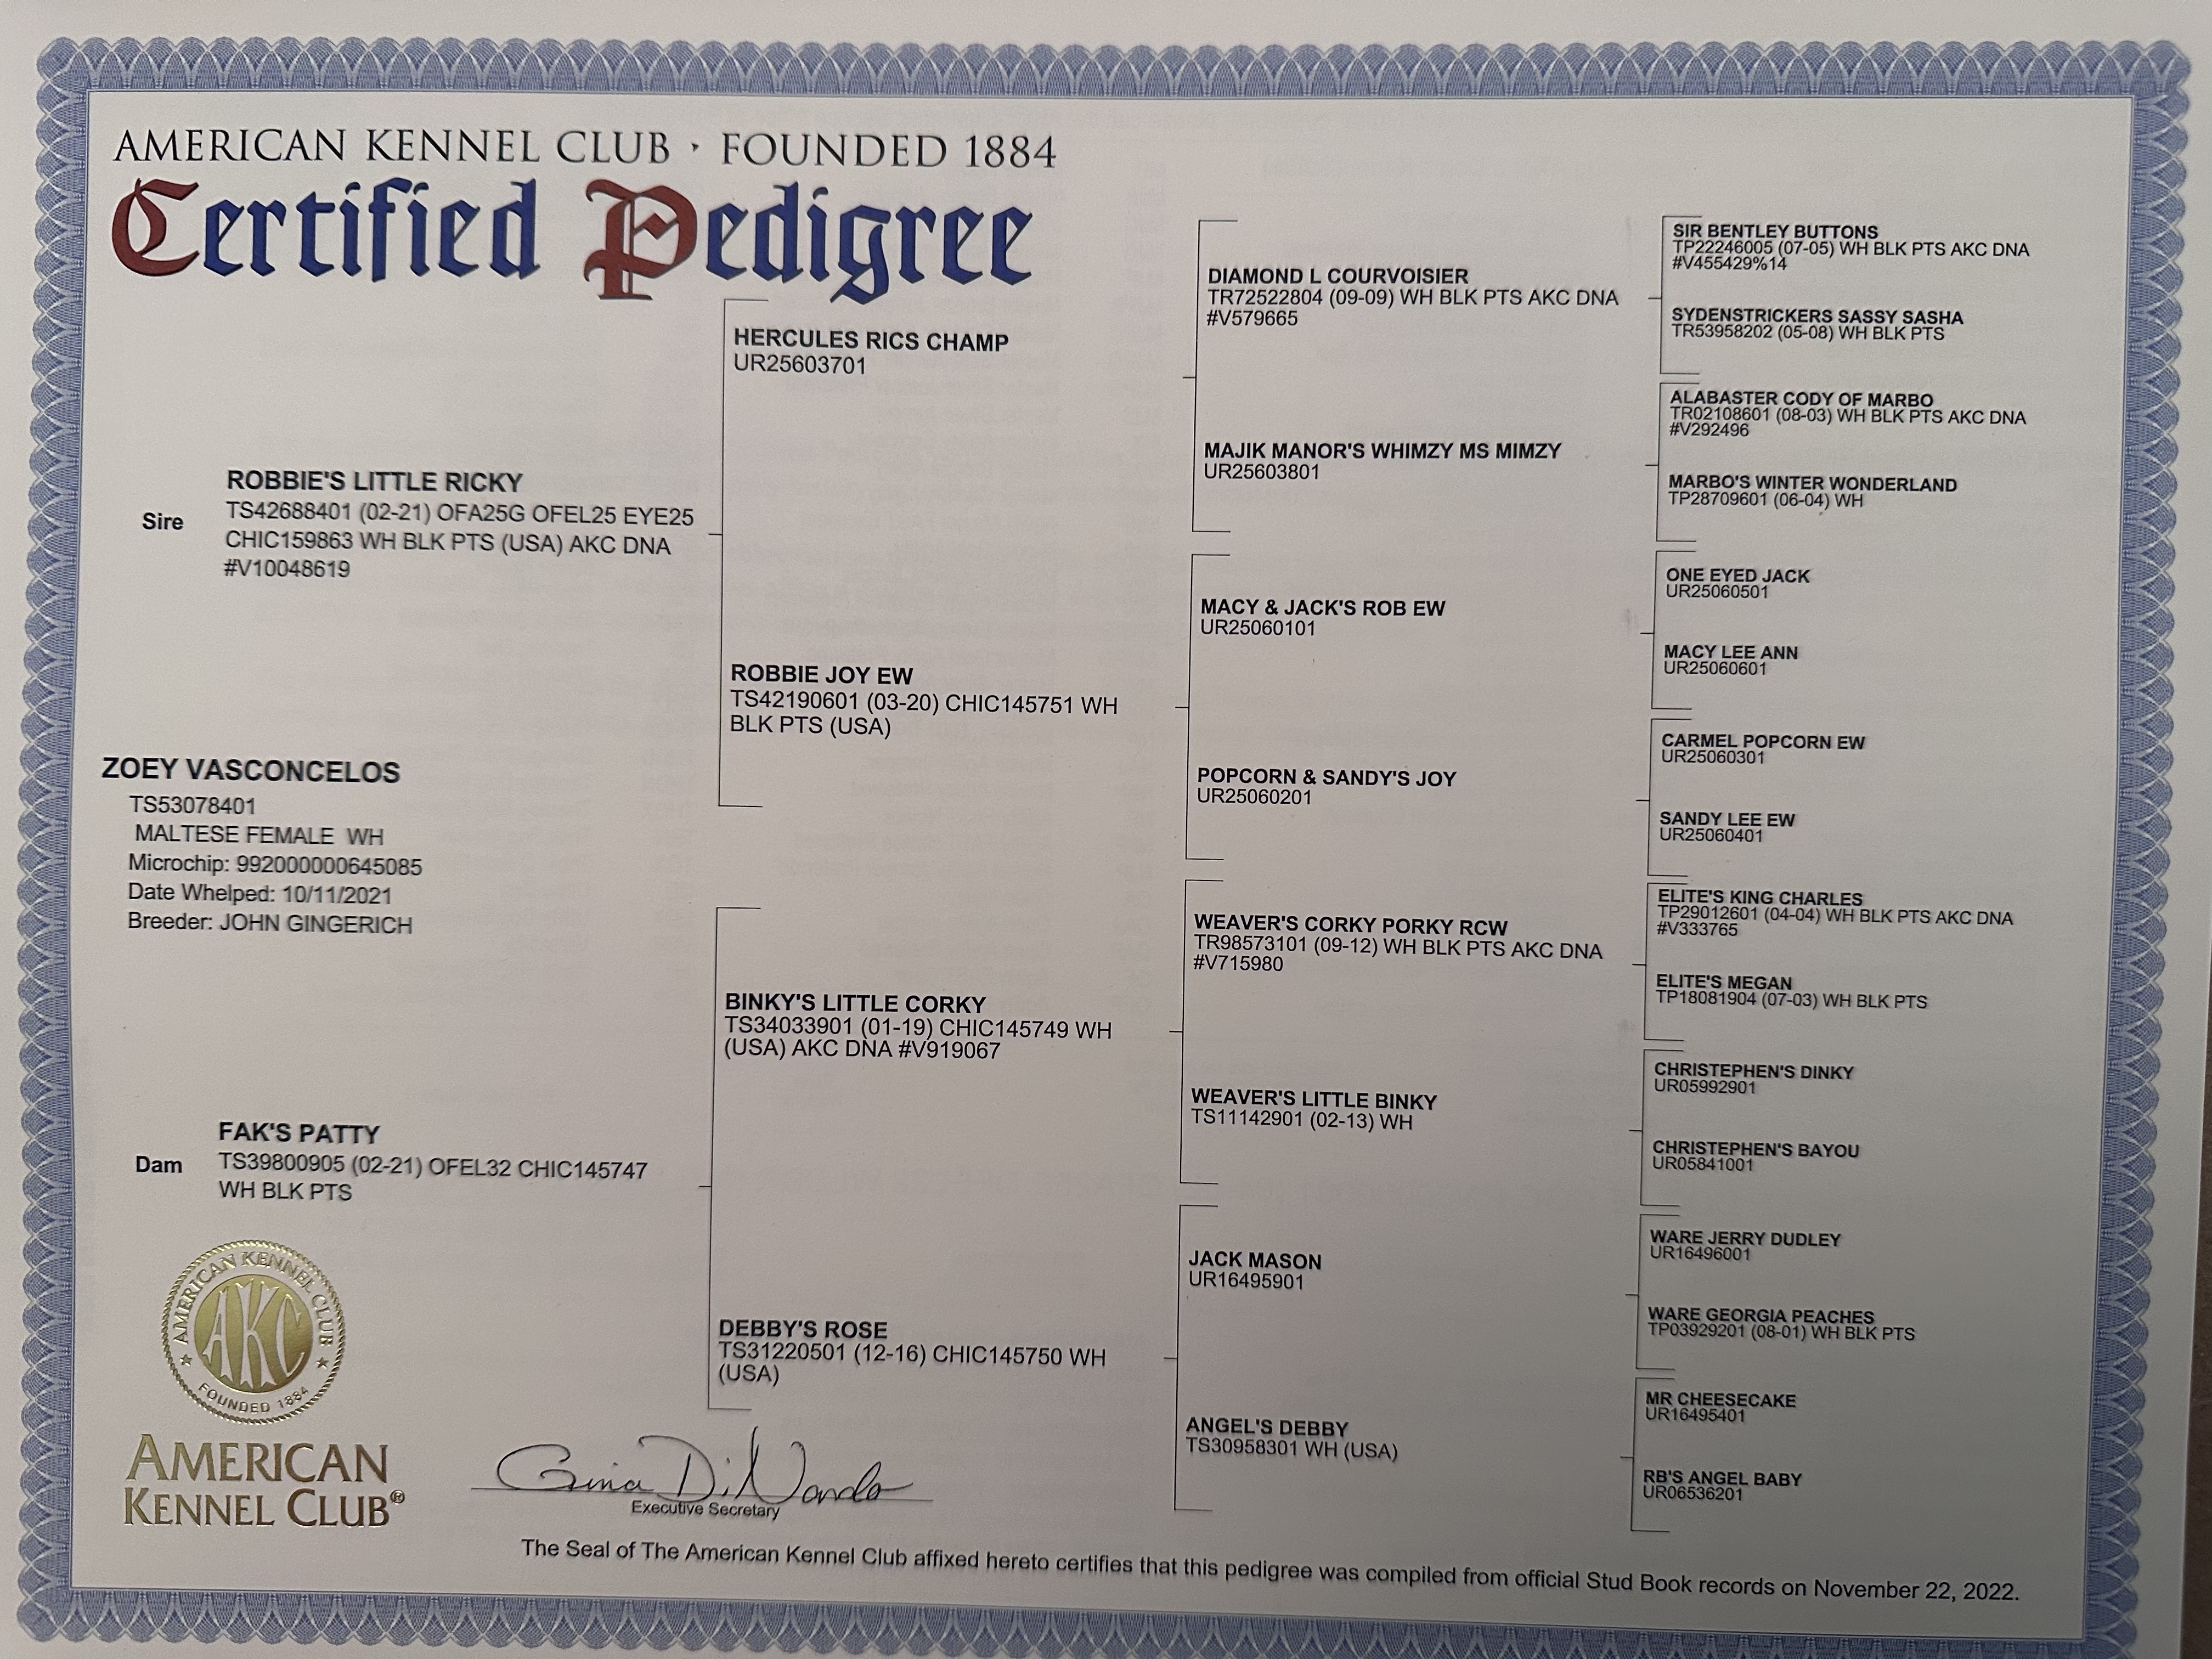 AMERICAN KENNEL CLUB · FOUNDED 1884
Certified Pedigree
Sire
ROBBIE'S LITTLE RICKY
TS42688401 (02-21) OFA25G OFEL25 EYE25
CHIC159863 WH BLK PTS (USA) AKC DNA
#V10048619
ZOEY VASCONCELOS
TS53078401
MALTESE FEMALE WH
Microchip: 992000000645085
Date Whelped: 10/11/2021
Breeder: JOHN GINGERICH
Dam
FAK'S PATTY
TS39800905 (02-21) OFEL32 CHIC145747
WH BLK PTS
HERCULES RICS CHAMP
UR25603701
ROBBIE JOY EW
TS42190601 (03-20) CHIC145751 WH
BLK PTS (USA)
BINKY'S LITTLE CORKY
TS34033901 (01-19) CHIC145749 WH
(USA) AKC DNA #V919067
DEBBY'S ROSE
TS31220501 (12-16) CHIC145750 WH
(USA)
DIAMOND L COURVOISIER
TR72522804 (09-09) WH BLK PTS AKC DNA
#V579665
MAJIK MANOR'S WHIMZY MS MIMZY
UR25603801
MACY & JACK'S ROB EW
UR25060101
POPCORN & SANDY'S JOY
UR25060201
WEAVER'S CORKY PORKY RCW
TR98573101 (09-12) WH BLK PTS AKC DNA
#V715980
WEAVER'S LITTLE BINKY
TS11142901 (02-13) WH
JACK MASON
UR16495901
ANGEL'S DEBBY
TS30958301 WH (USA)
SIR BENTLEY BUTTONS
TP22246005 (07-05) WH BLK PTS AKC DNA
#V455429%14
SYDENSTRICKERS SASSY SASHA
TR53958202 (05-08) WH BLK PTS
ALABASTER CODY OF MARBO
TR02108601 (08-03) WH BLK PTS AKC DNA
#V292496
MARBO'S WINTER WONDERLAND
TP28709601 (06-04) WH
ONE EYED JACK
UR25060501
MACY LEE ANN
UR25060601
CARMEL POPCORN EW
UR25060301
SANDY LEE EW
UR25060401
ELITE'S KING CHARLES
TP29012601 (04-04) WH BLK PTS AKC DNA
#V333765
ELITE'S MEGAN
TP18081904 (07-03) WH BLK PTS
CHRISTEPHEN'S DINKY
UR05992901
CHRISTEPHEN'S BAYOU
UR05841001
WARE JERRY DUDLEY
UR16496001
WARE GEORGIA PEACHES
TP03929201 (08-01) WH BLK PTS
MR CHEESECAKE
UR16495401
RB'S ANGEL BABY
UR06536201
AMERICAN KENNEL CLUB
AKC
FOUNDED 1884
AMERICAN
KENNEL CLUB®
Gina DiNardo
Executive Secretary
The Seal of The American Kennel Club affixed hereto certifies that this pedigree was compiled from official Stud Book records on November 22, 2022.